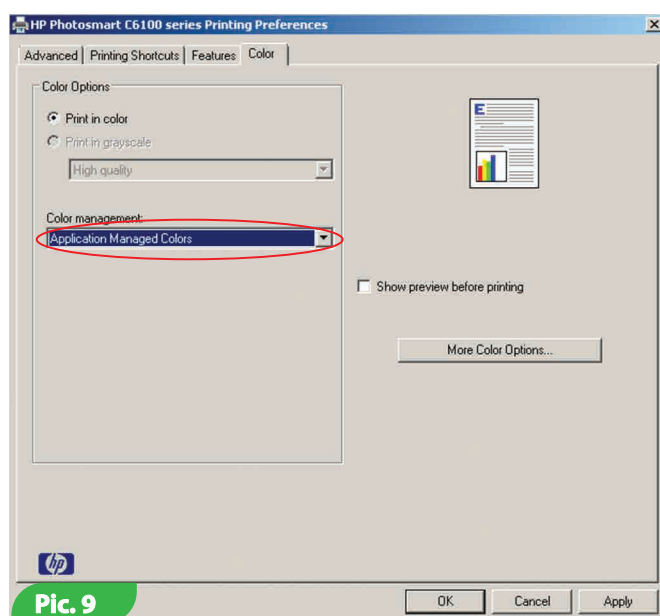 HP Photosmart C6100 series Printing Preferences
Advanced Printing Shortcuts Features Color
Color Options
Print in color
Print in grayscale
High quality
Color management:
Application Managed Colors
E
Show preview before printing
More Color Options...
hp
Pic. 9
OK Cancel Apply